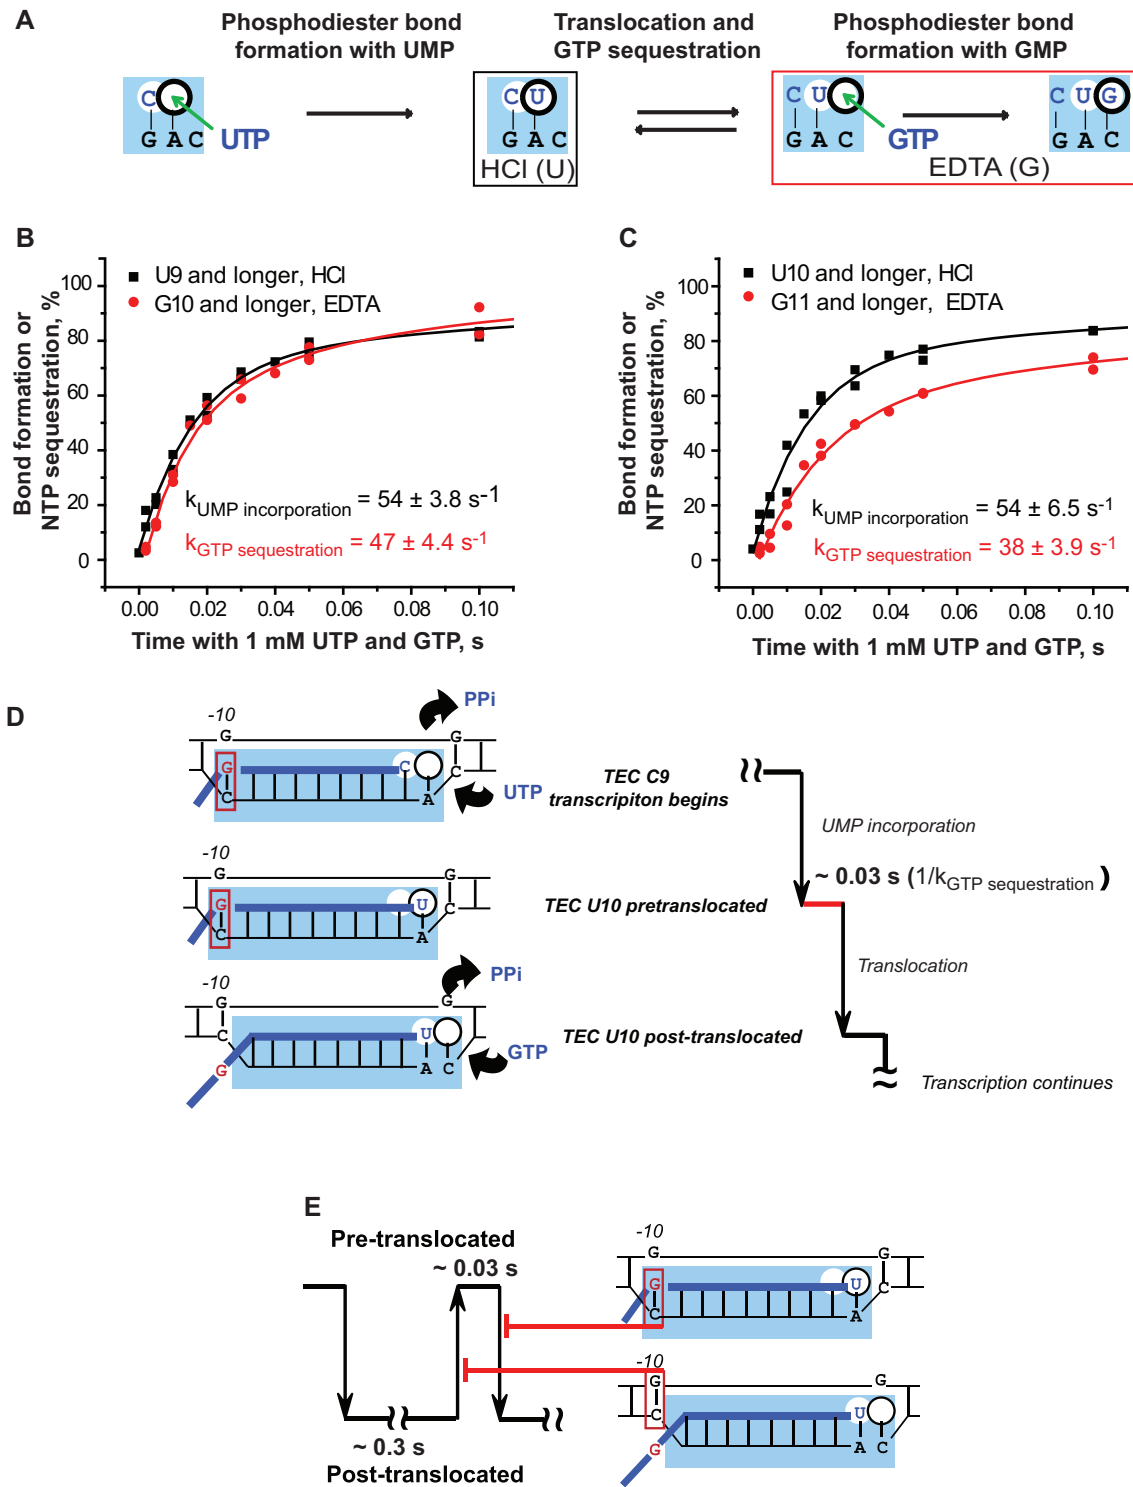 A
Phosphodiester bond
formation with UMP
Translocation and
GTP sequestration
Phosphodiester bond
formation with GMP
C
G A C
UTP
C U
G A C
HCl (U)
C U
G A C
GTP
C U G
G A C
EDTA (G)
B
Bond formation or
NTP sequestration, %
100
80
60
40
20
0
U9 and longer, HCl
G10 and longer, EDTA
kUMP incorporation = 54 ± 3.8 s-1
kGTP sequestration = 47 ± 4.4 s-1
0.00 0.02 0.04 0.06 0.08 0.10
Time with 1 mM UTP and GTP, s
C
Bond formation or
NTP sequestration, %
100
80
60
40
20
0
U10 and longer, HCl
G11 and longer, EDTA
kUMP incorporation = 54 ± 6.5 s-1
kGTP sequestration = 38 ± 3.9 s-1
0.00 0.02 0.04 0.06 0.08 0.10
Time with 1 mM UTP and GTP, s
D
-10
PPi
G G
G C C
C A
UTP
TEC C9
transcripiton begins
UMP incorporation
~ 0.03 s (1/kGTP sequestration)
-10
G G
G U C
C A
TEC U10 pretranslocated
Translocation
-10
PPi
G G
C U
G A C
GTP
TEC U10 post-translocated
Transcription continues
E
Pre-translocated
~ 0.03 s
~ 0.3 s
Post-translocated
-10
G G
G U C
C A
-10
G G
C U
G A C